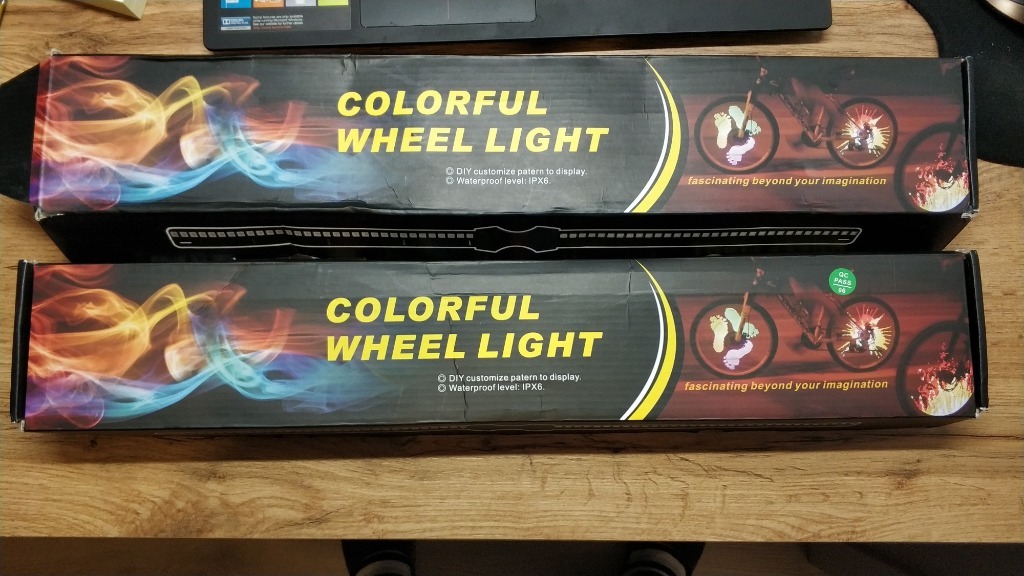 COLORFUL
WHEEL LIGHT
◎ DIY customize patern to display.
◎ Waterproof level: IPX6.
fascinating beyond your imagination
COLORFUL
WHEEL LIGHT
◎ DIY customize patern to display.
◎ Waterproof level: IPX6.
fascinating beyond your imagination
QC
PASS